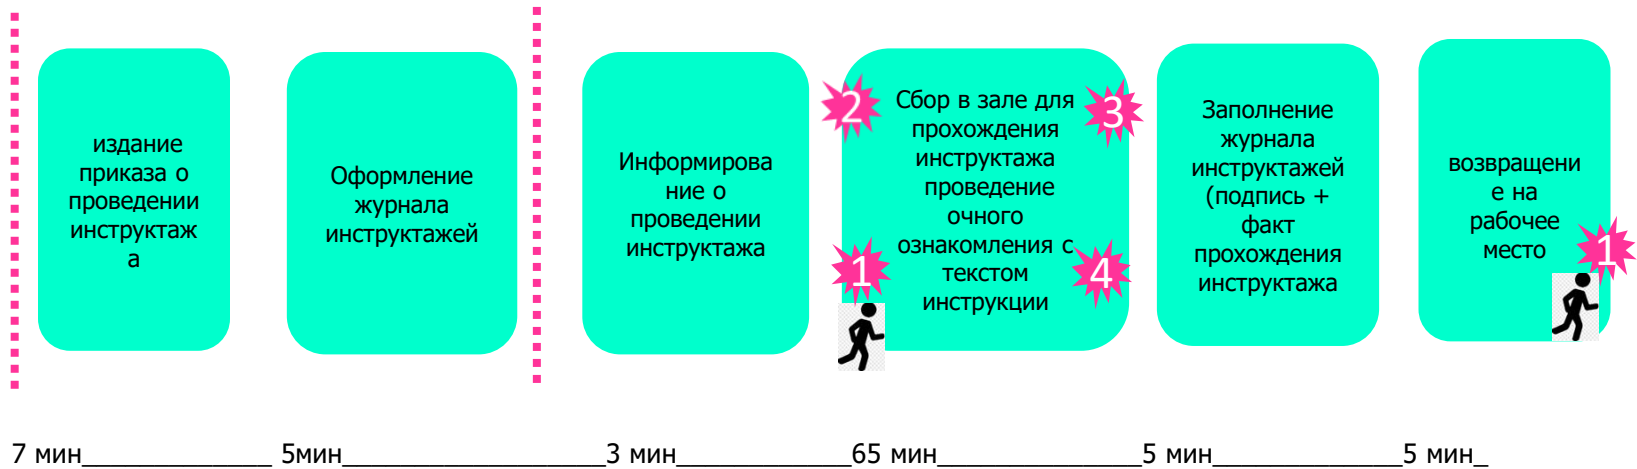 издание
приказа о
проведении
инструктаж
а
Оформление
журнала
инструктажей
Информирова
ние о
проведении
инструктажа
2
Сбор в зале для
прохождения
инструктажа
проведение
очного
ознакомления с
текстом
инструкции
3
1
4
Заполнение
журнала
инструктажей
(подпись +
факт
прохождения
инструктажа
возвращени
е на
рабочее
место
1
7 мин_____________ 5мин__________________3 мин____________65 мин______________5 мин_____________5 мин_